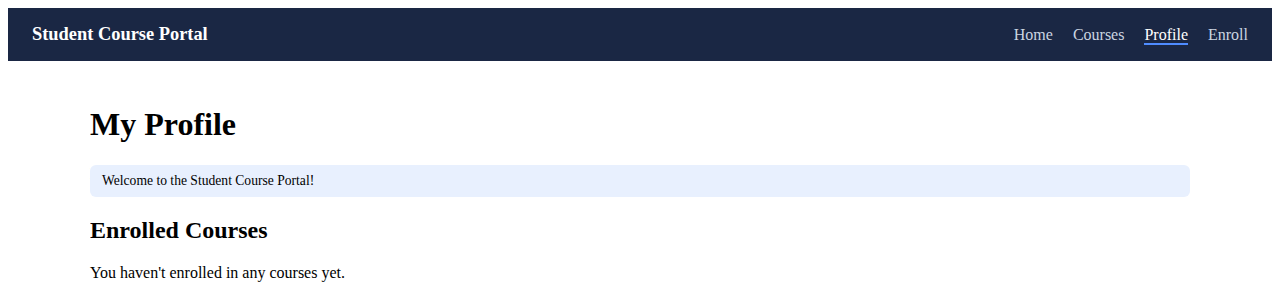 Student Course Portal
Home Courses Profile Enroll
My Profile
Welcome to the Student Course Portal!
Enrolled Courses
You haven't enrolled in any courses yet.